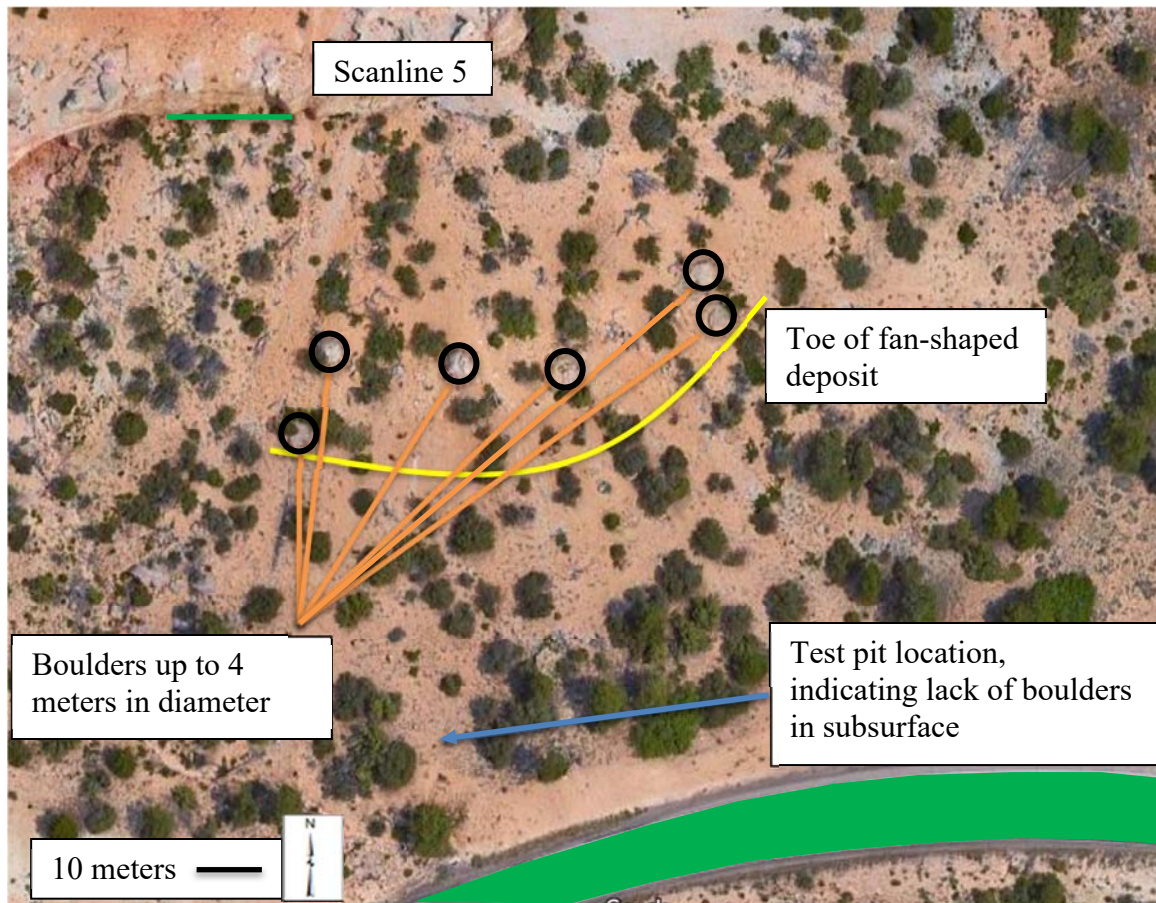 Scanline 5
Toe of fan-shaped
deposit
Boulders up to 4
meters in diameter
Test pit location,
indicating lack of boulders
in subsurface
N
10 meters